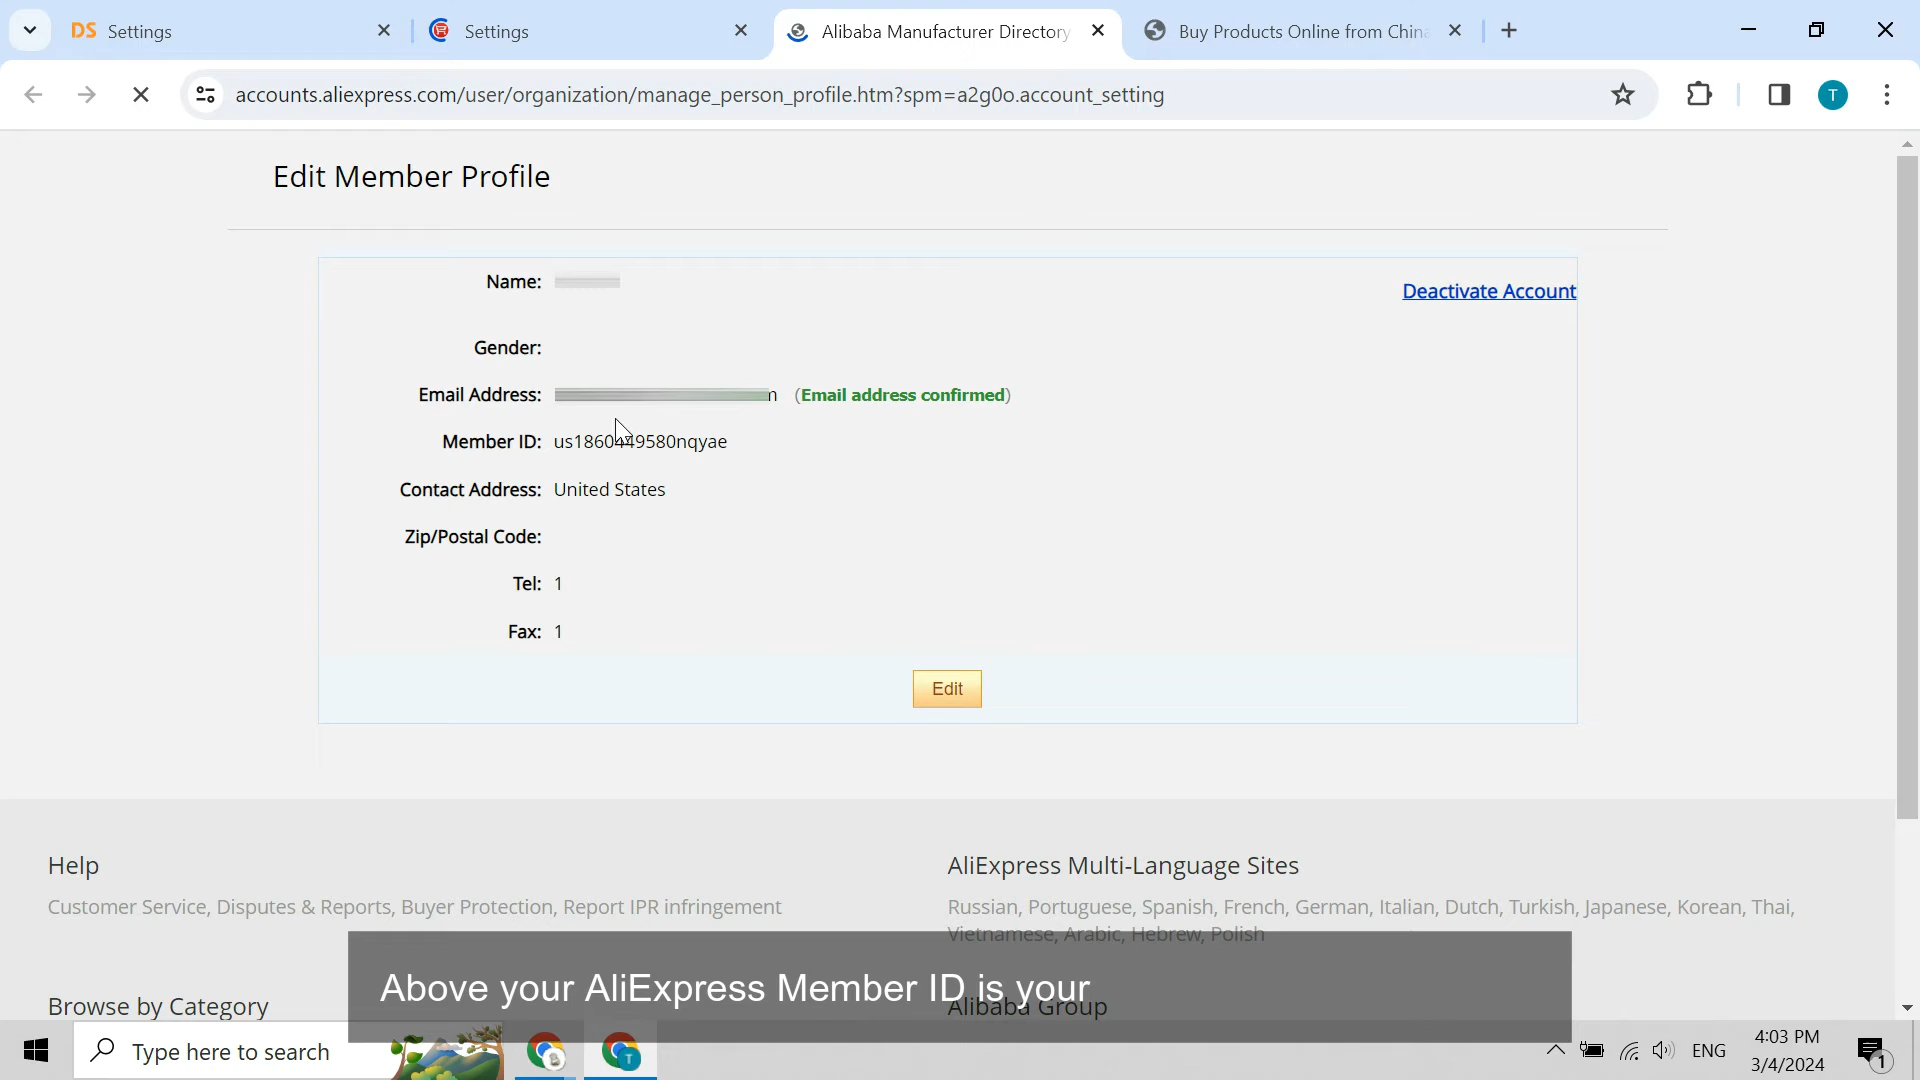 DS Settings
Settings
Alibaba Manufacturer Directory
Buy Products Online from China
accounts.aliexpress.com/user/organization/manage_person_profile.htm?spm=a2g0o.account_setting
T
Edit Member Profile
Name:
Deactivate Account
Gender:
Email Address: (Email address confirmed)
Member ID: us1860449580nqyae
Contact Address: United States
Zip/Postal Code:
Tel: 1
Fax: 1
Edit
Help
AliExpress Multi-Language Sites
Customer Service, Disputes & Reports, Buyer Protection, Report IPR infringement
Russian, Portuguese, Spanish, French, German, Italian, Dutch, Turkish, Japanese, Korean, Thai,
Vietnamese, Arabic, Hebrew, Polish
Above your AliExpress Member ID is your
Browse by Category
Alibaba Group
Type here to search
T
ENG
4:03 PM
3/4/2024
1